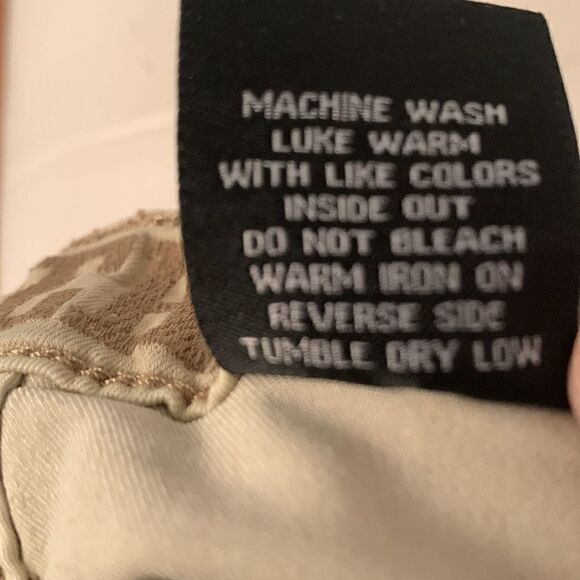 MACHINE WASH
LUKE WARM
WITH LIKE COLORS
INSIDE OUT
DO NOT BLEACH
WARM IRON ON
REVERSE SIDE
TUMBLE DRY LOW